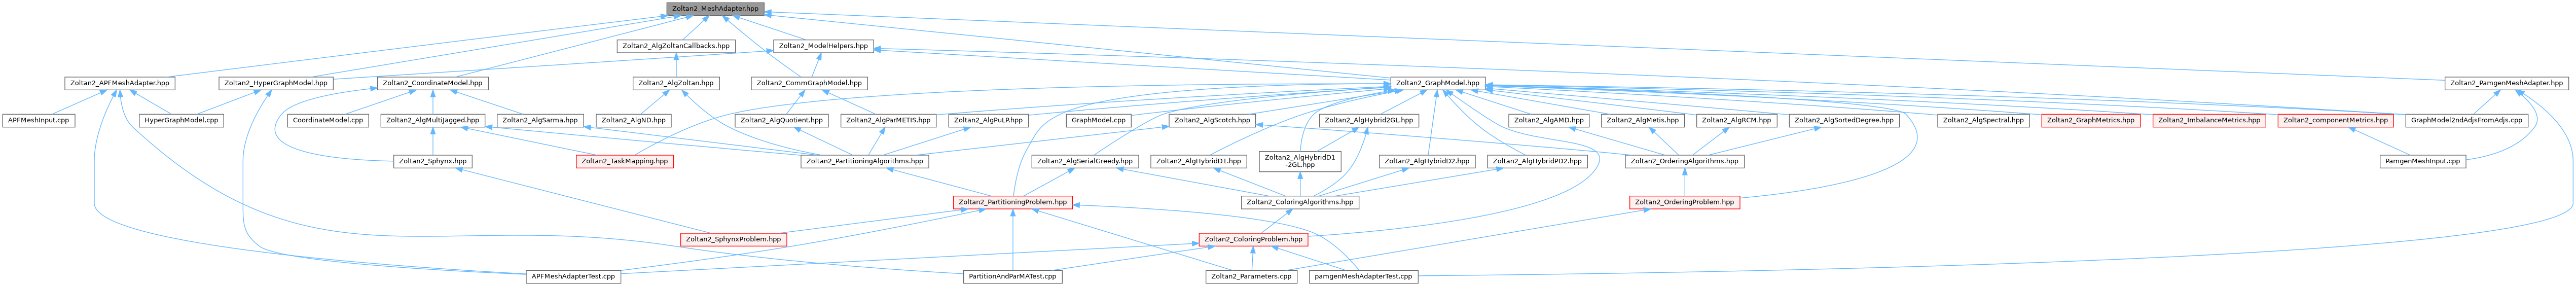 Zoltan2_MeshAdapter.hpp
Zoltan2_AlgZoltanCallbacks.hpp
Zoltan2_ModelHelpers.hpp
Zoltan2_APFMeshAdapter.hpp
Zoltan2_HyperGraphModel.hpp
Zoltan2_CoordinateModel.hpp
Zoltan2_AlgZoltan.hpp
Zoltan2_CommGraphModel.hpp
Zoltan2_GraphModel.hpp
Zoltan2_PamgenMeshAdapter.hpp
APFMeshInput.cpp
HyperGraphModel.cpp
CoordinateModel.cpp
Zoltan2_AlgMultiJagged.hpp
Zoltan2_AlgSarma.hpp
Zoltan2_AlgND.hpp
Zoltan2_AlgQuotient.hpp
Zoltan2_AlgParMETIS.hpp
Zoltan2_AlgPuLP.hpp
GraphModel.cpp
Zoltan2_AlgScotch.hpp
Zoltan2_AlgHybrid2GL.hpp
Zoltan2_AlgAMD.hpp
Zoltan2_AlgMetis.hpp
Zoltan2_AlgRCM.hpp
Zoltan2_AlgSortedDegree.hpp
Zoltan2_AlgSpectral.hpp
Zoltan2_GraphMetrics.hpp
Zoltan2_ImbalanceMetrics.hpp
Zoltan2_componentMetrics.hpp
GraphModel2ndAdjsFromAdjs.cpp
Zoltan2_Sphynx.hpp
Zoltan2_TaskMapping.hpp
Zoltan2_PartitioningAlgorithms.hpp
Zoltan2_AlgSerialGreedy.hpp
Zoltan2_AlgHybridD1.hpp
Zoltan2_AlgHybridD1
-2GL.hpp
Zoltan2_AlgHybridD2.hpp
Zoltan2_AlgHybridPD2.hpp
Zoltan2_OrderingAlgorithms.hpp
PamgenMeshInput.cpp
Zoltan2_PartitioningProblem.hpp
Zoltan2_ColoringAlgorithms.hpp
Zoltan2_OrderingProblem.hpp
Zoltan2_SphynxProblem.hpp
Zoltan2_ColoringProblem.hpp
APFMeshAdapterTest.cpp
PartitionAndParMATest.cpp
Zoltan2_Parameters.cpp
pamgenMeshAdapterTest.cpp